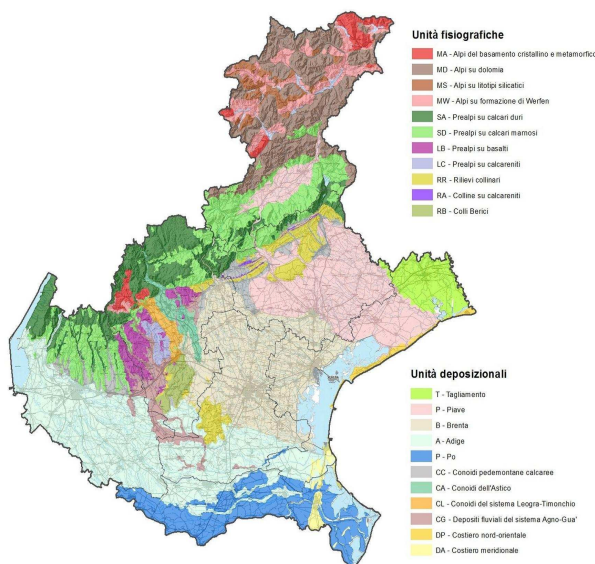 Unità fisiografiche
MA - Alpi del basamento cristallino e metamorfico
MD - Alpi su dolomia
MS - Alpi su litotipi silicatici
MW - Alpi su formazione di Werfen
SA - Prealpi su calcari duri
SD - Prealpi su calcari marnosi
LB - Prealpi su basalti
LC - Prealpi su calcareniti
RR - Rilievi collinari
RA - Colline su calcareniti
RB - Colli Berici
Unità deposizionali
T - Tagliamento
P - Piave
B - Brenta
A - Adige
P - Po
CC - Conoidi pedemontane calcaree
CA - Conoidi dell'Astico
CL - Conoidi del sistema Leogra-Timonchio
CG - Depositi fluviali del sistema Agno-Gua'
DP - Costiero nord-orientale
DA - Costiero meridionale